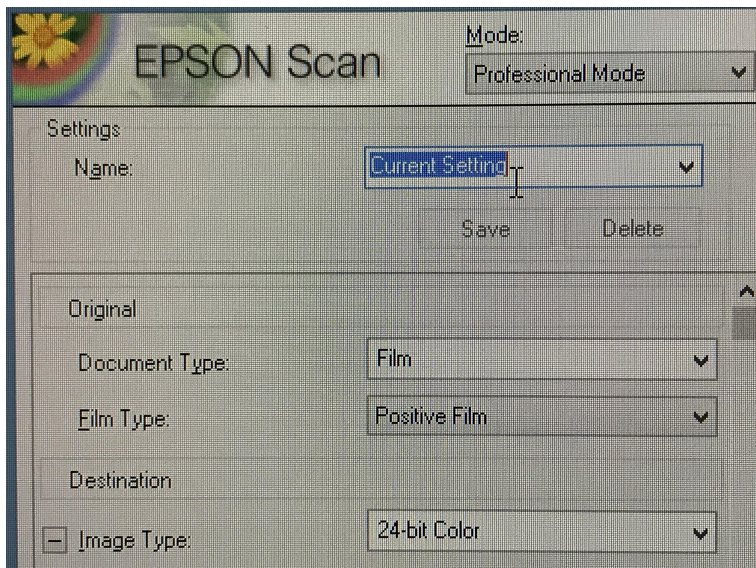 EPSON Scan
Mode:
Professional Mode
Settings
Name:
Current Setting
Save
Delete
Original
Document Type:
Film
Film Type:
Positive Film
Destination
Image Type:
24-bit Color